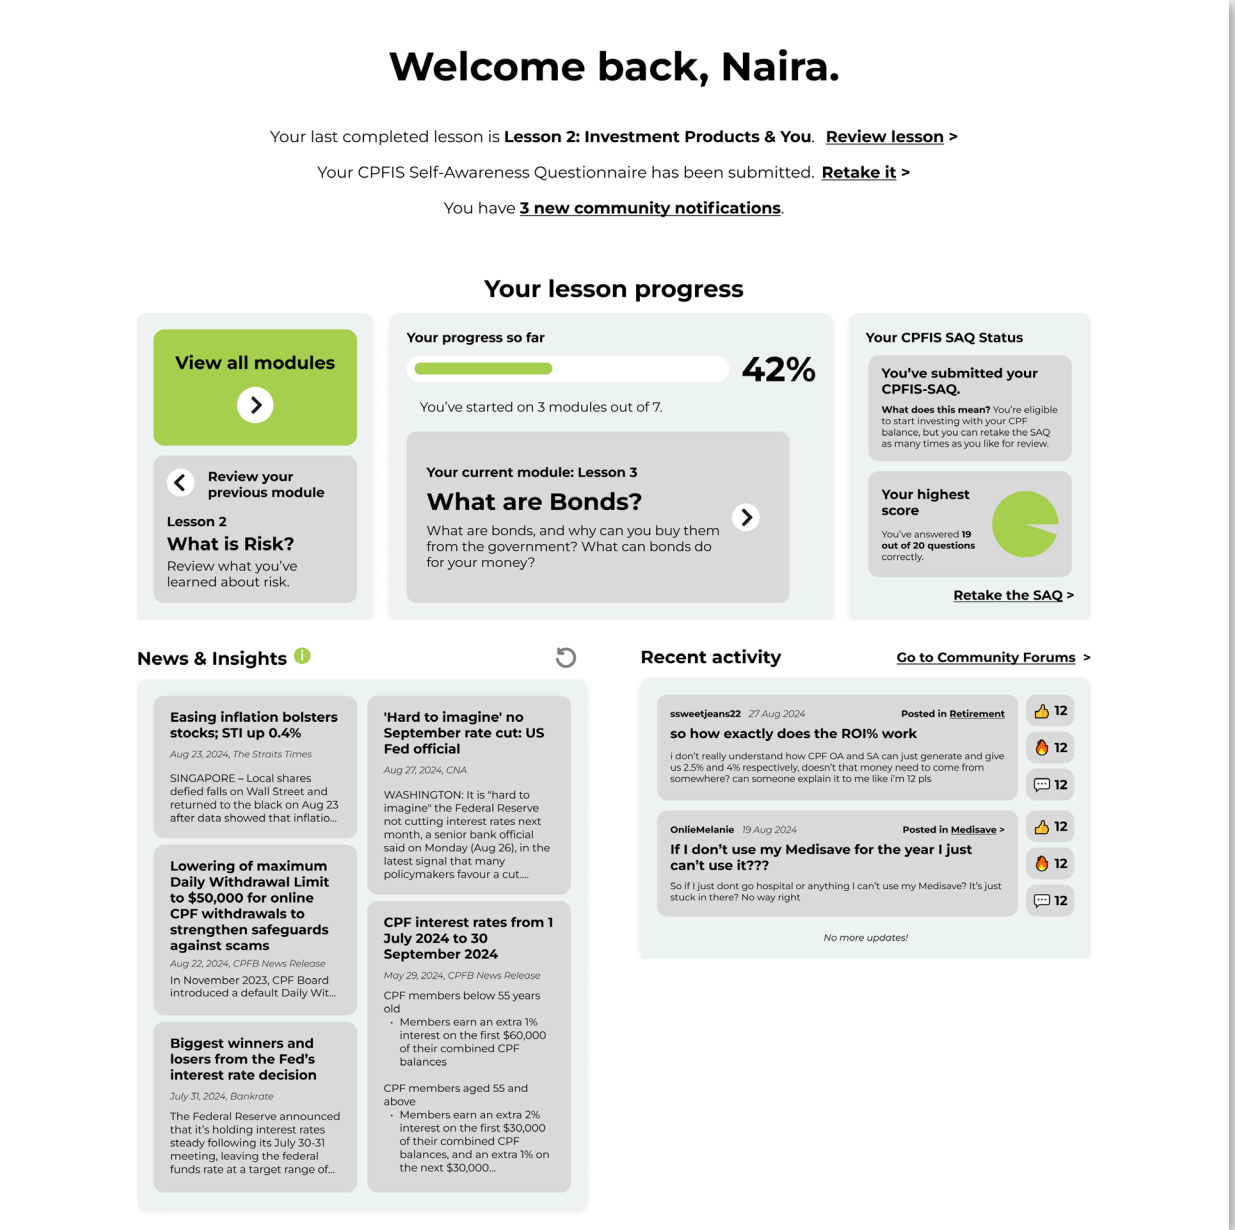 Welcome back, Naira.
Your last completed lesson is Lesson 2: Investment Products & You. Review lesson >
Your CPFIS Self-Awareness Questionnaire has been submitted. Retake it >
You have 3 new community notifications.
Your lesson progress
View all modules
Review your
previous module
Lesson 2
What is Risk?
Review what you've
learned about risk.
Your progress so far
42%
You've started on 3 modules out of 7.
Your current module: Lesson 3
What are Bonds?
What are bonds, and why can you buy them
from the government? What can bonds do
for your money?
Your CPFIS SAQ Status
You've submitted your
CPFIS-SAQ.
What does this mean? You're eligible
to start investing with your CPF
balance, but you can retake the SAQ
as many times as you like for review.
Your highest
score
You've answered 19
out of 20 questions
correctly.
Retake the SAQ >
News & Insights i
Easing inflation bolsters
stocks; STI up 0.4%
Aug 23, 2024, The Straits Times
SINGAPORE – Local shares
defied falls on Wall Street and
returned to the black on Aug 23
after data showed that inflatio...
Lowering of maximum
Daily Withdrawal Limit
to $50,000 for online
CPF withdrawals to
strengthen safeguards
against scams
Aug 22, 2024, CPFB News Release
In November 2023, CPF Board
introduced a default Daily Wit...
Biggest winners and
losers from the Fed's
interest rate decision
July 31, 2024, Bankrate
The Federal Reserve announced
that it's holding interest rates
steady following its July 30-31
meeting, leaving the federal
funds rate at a target range of...
'Hard to imagine' no
September rate cut: US
Fed official
Aug 27, 2024, CNA
WASHINGTON: It is "hard to
imagine" the Federal Reserve
not cutting interest rates next
month, a senior bank official
said on Monday (Aug 26), in the
latest signal that many
policymakers favour a cut....
CPF interest rates from 1
July 2024 to 30
September 2024
May 29, 2024, CPFB News Release
CPF members below 55 years
old
• Members earn an extra 1%
interest on the first $60,000
of their combined CPF
balances
CPF members aged 55 and
above
• Members earn an extra 2%
interest on the first $30,000
of their combined CPF
balances, and an extra 1% on
the next $30,000...
Recent activity
Go to Community Forums >
ssweetjeans22 27 Aug 2024 Posted in Retirement
so how exactly does the ROI% work
i don't really understand how CPF OA and SA can just generate and give
us 2.5% and 4% respectively, doesn't that money need to come from
somewhere? can someone explain it to me like i'm 12 pls
👍 12
🔥 12
💬 12
OnlieMelanie 19 Aug 2024 Posted in Medisave >
If I don't use my Medisave for the year I just
can't use it???
So if I just dont go hospital or anything I can't use my Medisave? It's just
stuck in there? No way right
👍 12
🔥 12
💬 12
No more updates!